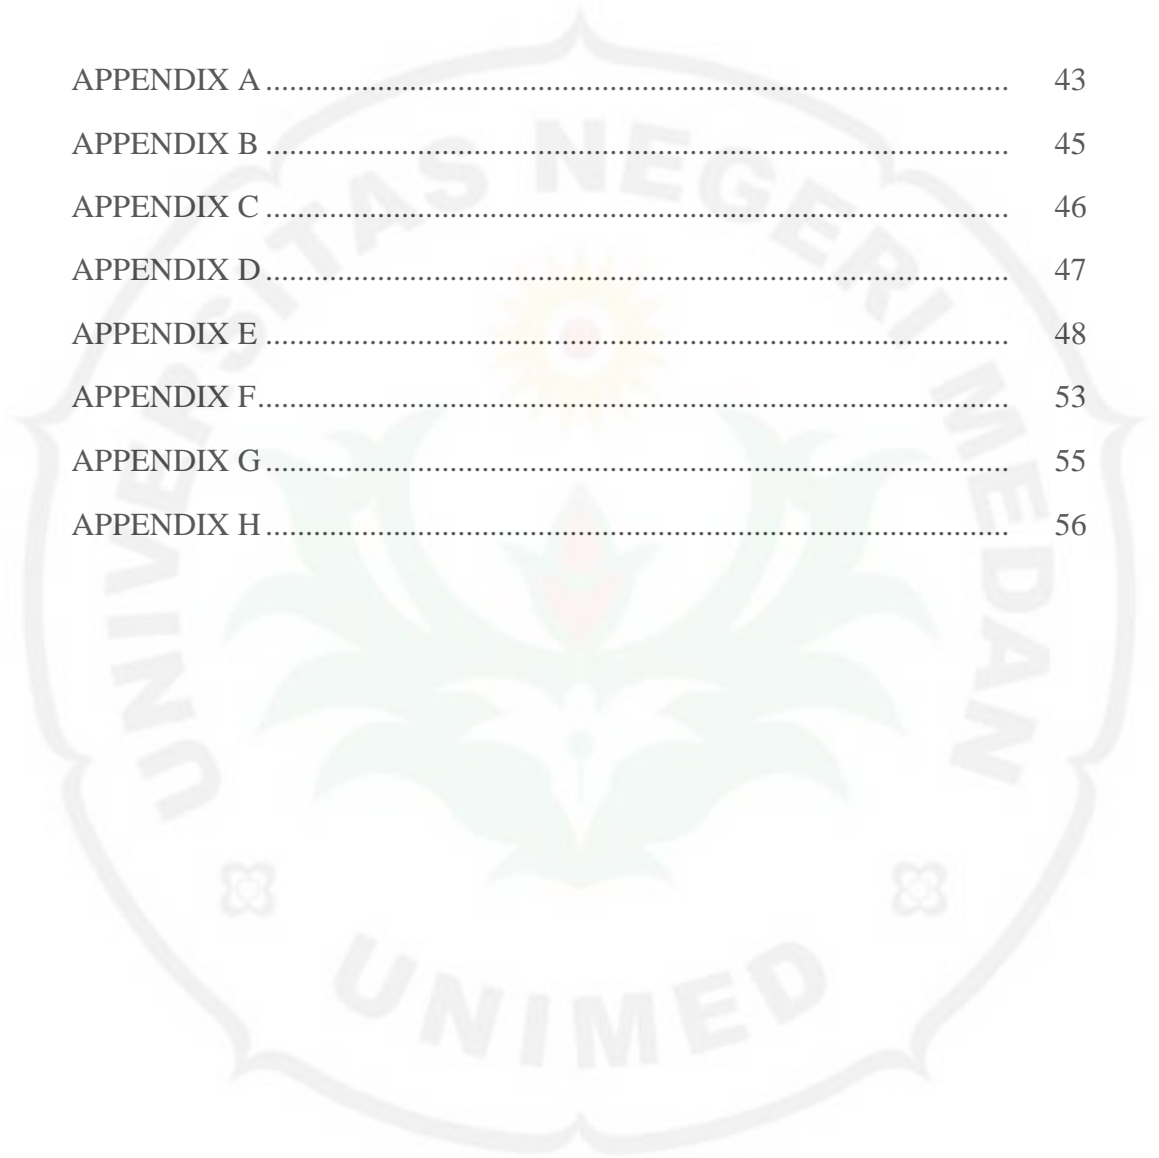 APPENDIX A ............................................................................................. 43
APPENDIX B ............................................................................................. 45
APPENDIX C ............................................................................................. 46
APPENDIX D ............................................................................................. 47
APPENDIX E ............................................................................................. 48
APPENDIX F.............................................................................................. 53
APPENDIX G ............................................................................................. 55
APPENDIX H ............................................................................................. 56
UNIVERSITAS NEGERI MEDAN
UNIMED